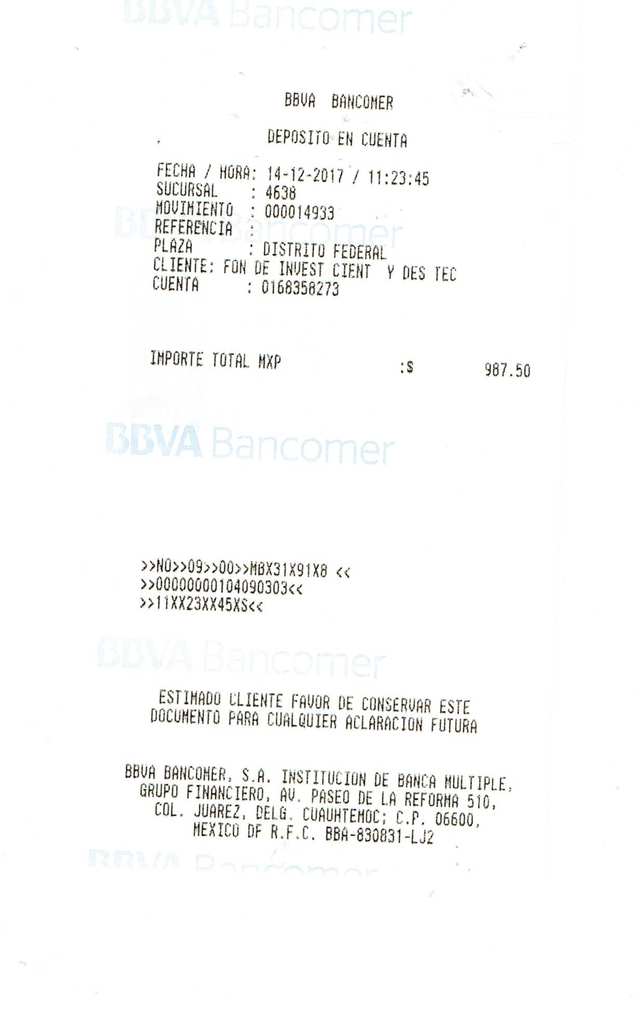 BBVA Bancomer
BBVA BANCOMER
DEPOSITO EN CUENTA
FECHA / HORA: 14-12-2017 / 11:23:45
SUCURSAL : 4638
MOVIMIENTO : 000014933
BBVA Bancomer
REFERENCIA :
PLAZA : DISTRITO FEDERAL
CLIENTE: FON DE INVEST CIENT Y DES TEC
CUENTA : 0168358273
IMPORTE TOTAL MXP :$ 987.50
BBVA Bancomer
>>NO>>09>>00>>M8X31X91X8 <<
>>00000000104090303<<
>>11XX23XX45XS<<
BBVA Bancomer
ESTIMADO CLIENTE FAVOR DE CONSERVAR ESTE
DOCUMENTO PARA CUALQUIER ACLARACION FUTURA
BBVA BANCOMER, S.A. INSTITUCION DE BANCA MULTIPLE,
GRUPO FINANCIERO, AV. PASEO DE LA REFORMA 510,
COL. JUAREZ, DELG. CUAUHTEMOC; C.P. 06600,
MEXICO DF R.F.C. BBA-830831-LJ2
BBVA Bancomer